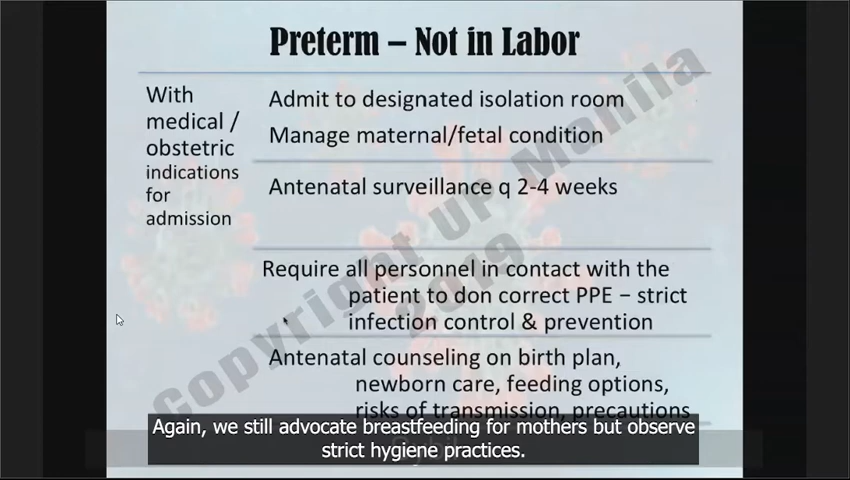 Preterm – Not in Labor
With
medical /
obstetric
indications
for
admission
Admit to designated isolation room
Manage maternal/fetal condition
Antenatal surveillance q 2-4 weeks
Require all personnel in contact with the
patient to don correct PPE – strict
infection control & prevention
Antenatal counseling on birth plan,
newborn care, feeding options,
risks of transmission, precautions
Copyright UP Manila
2019
Again, we still advocate breastfeeding for mothers but observe
strict hygiene practices.